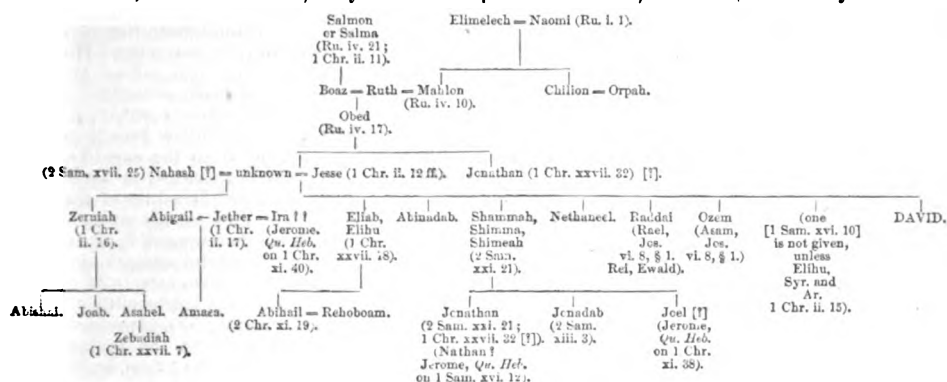 Salmon
or Salma
(Ru. iv. 21;
1 Chr. ii. 11).
Elimelech = Naomi (Ru. i. 1).
Boaz = Ruth = Mahlon
(Ru. iv. 10).
Chilion = Orpah.
Obed
(Ru. iv. 17).
(2 Sam. xvii. 25) Nahash [?] = unknown = Jesse (1 Chr. ii. 12 ff.). Jonathan (1 Chr. xxvii. 32) [?].
Zeruiah
(1 Chr.
ii. 16).
Abigail = Jether = Ira ? ?
(1 Chr.
ii. 17).
(Jerome.
Qu. Heb.
on 1 Chr.
xi. 40).
Eliab,
Elihu
(1 Chr.
xxvii. 18).
Abinadab.
Shammah,
Shimma,
Shimeah
(2 Sam.
xxi. 21).
Nethaneel.
Raddai
(Rael,
Jos.
vi. 8, § 1.
Rei, Ewald).
Ozem
(Asam,
Jos.
vi. 8, § 1.)
(one
[1 Sam. xvi. 10]
is not given,
unless
Elihu,
Syr. and
Ar.
1 Chr. ii. 15).
DAVID.
Abishai. Joab. Asahel. Amasa.
Zebadiah
(1 Chr. xxvii. 7).
Abihail = Rehoboam.
(2 Chr. xi. 19).
Jonathan
(2 Sam. xxi. 21;
1 Chr. xxvii. 32 [?]).
(Nathan?
Jerome, Qu. Heb.
on 1 Sam. xvi. 12).
Jonadab
(2 Sam.
xiii. 3).
Joel [?]
(Jerome,
Qu. Heb.
on 1 Chr.
xi. 38).